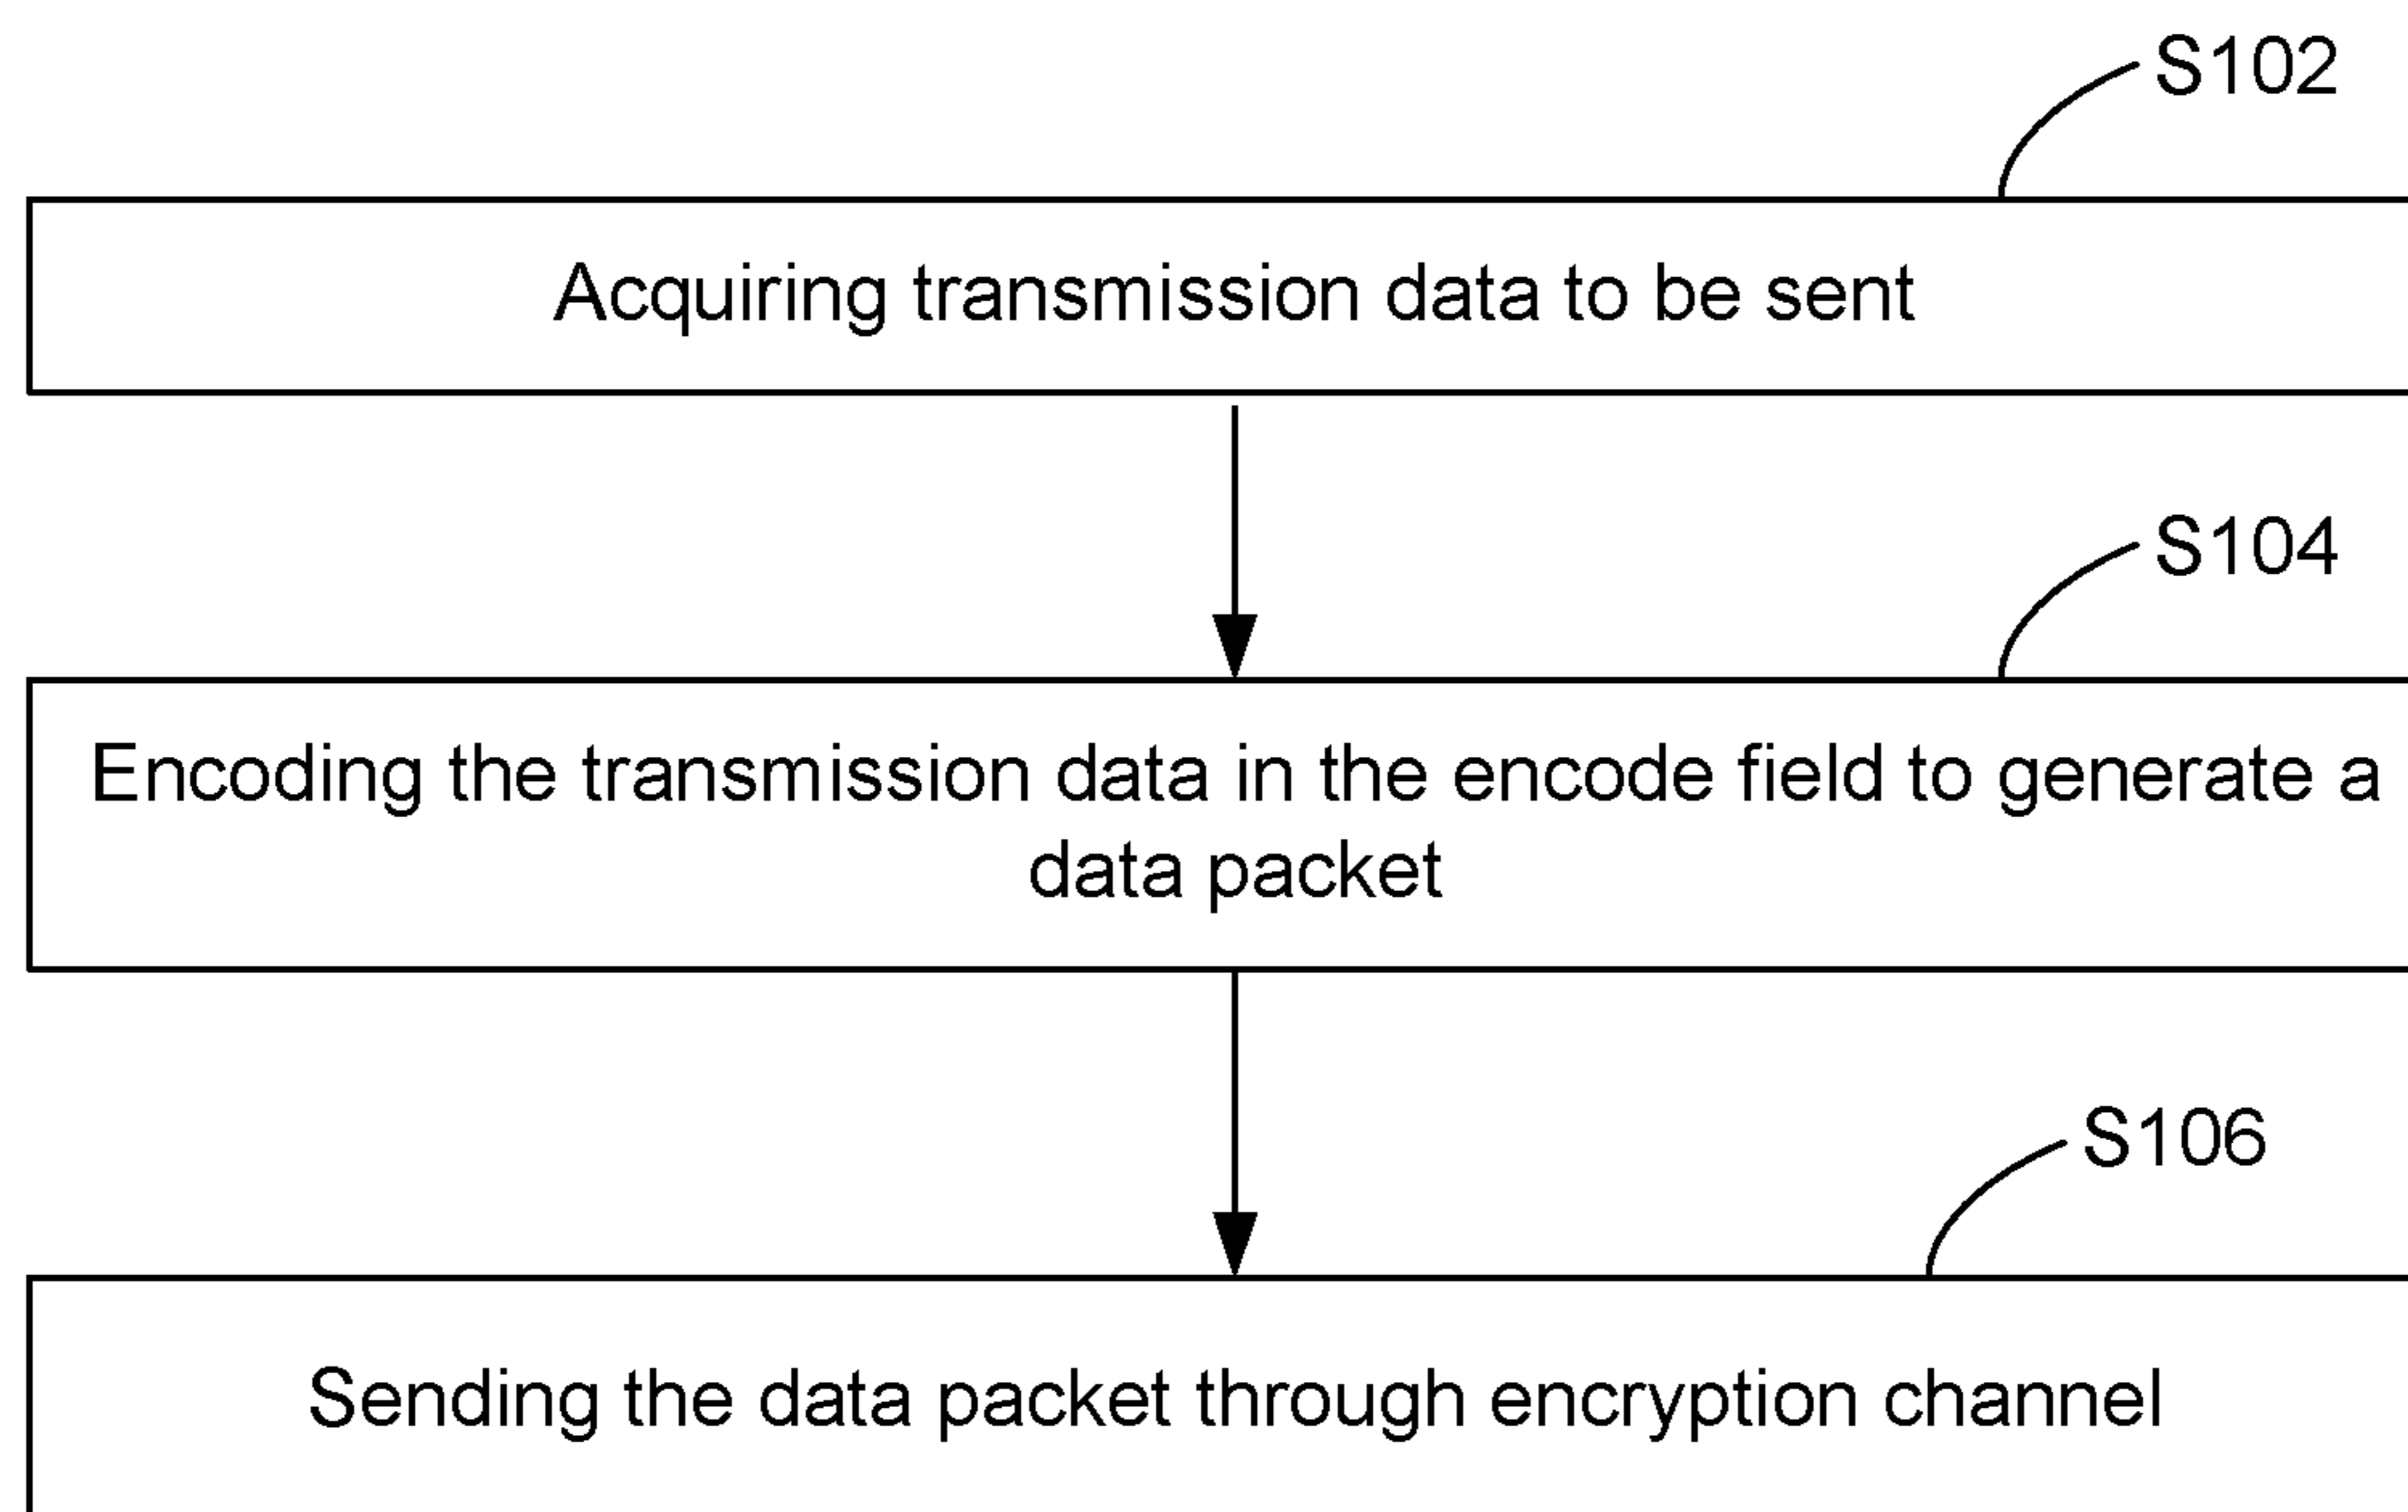 S102
Acquiring transmission data to be sent
S104
Encoding the transmission data in the encode field to generate a
data packet
S106
Sending the data packet through encryption channel